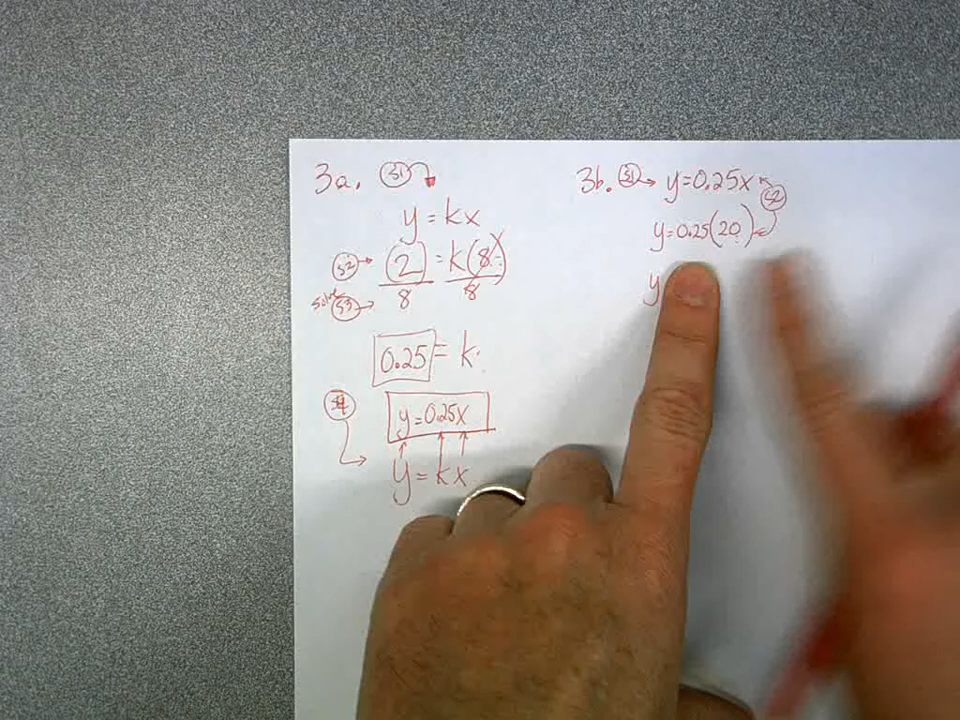 3a. S1
y = kx
S2 → (2) = k(8)
8 8
Solve S3 →
0.25 = k
S4 y = 0.25x
y = kx
3b. S1 → y = 0.25x
S2
y = 0.25(20)
y